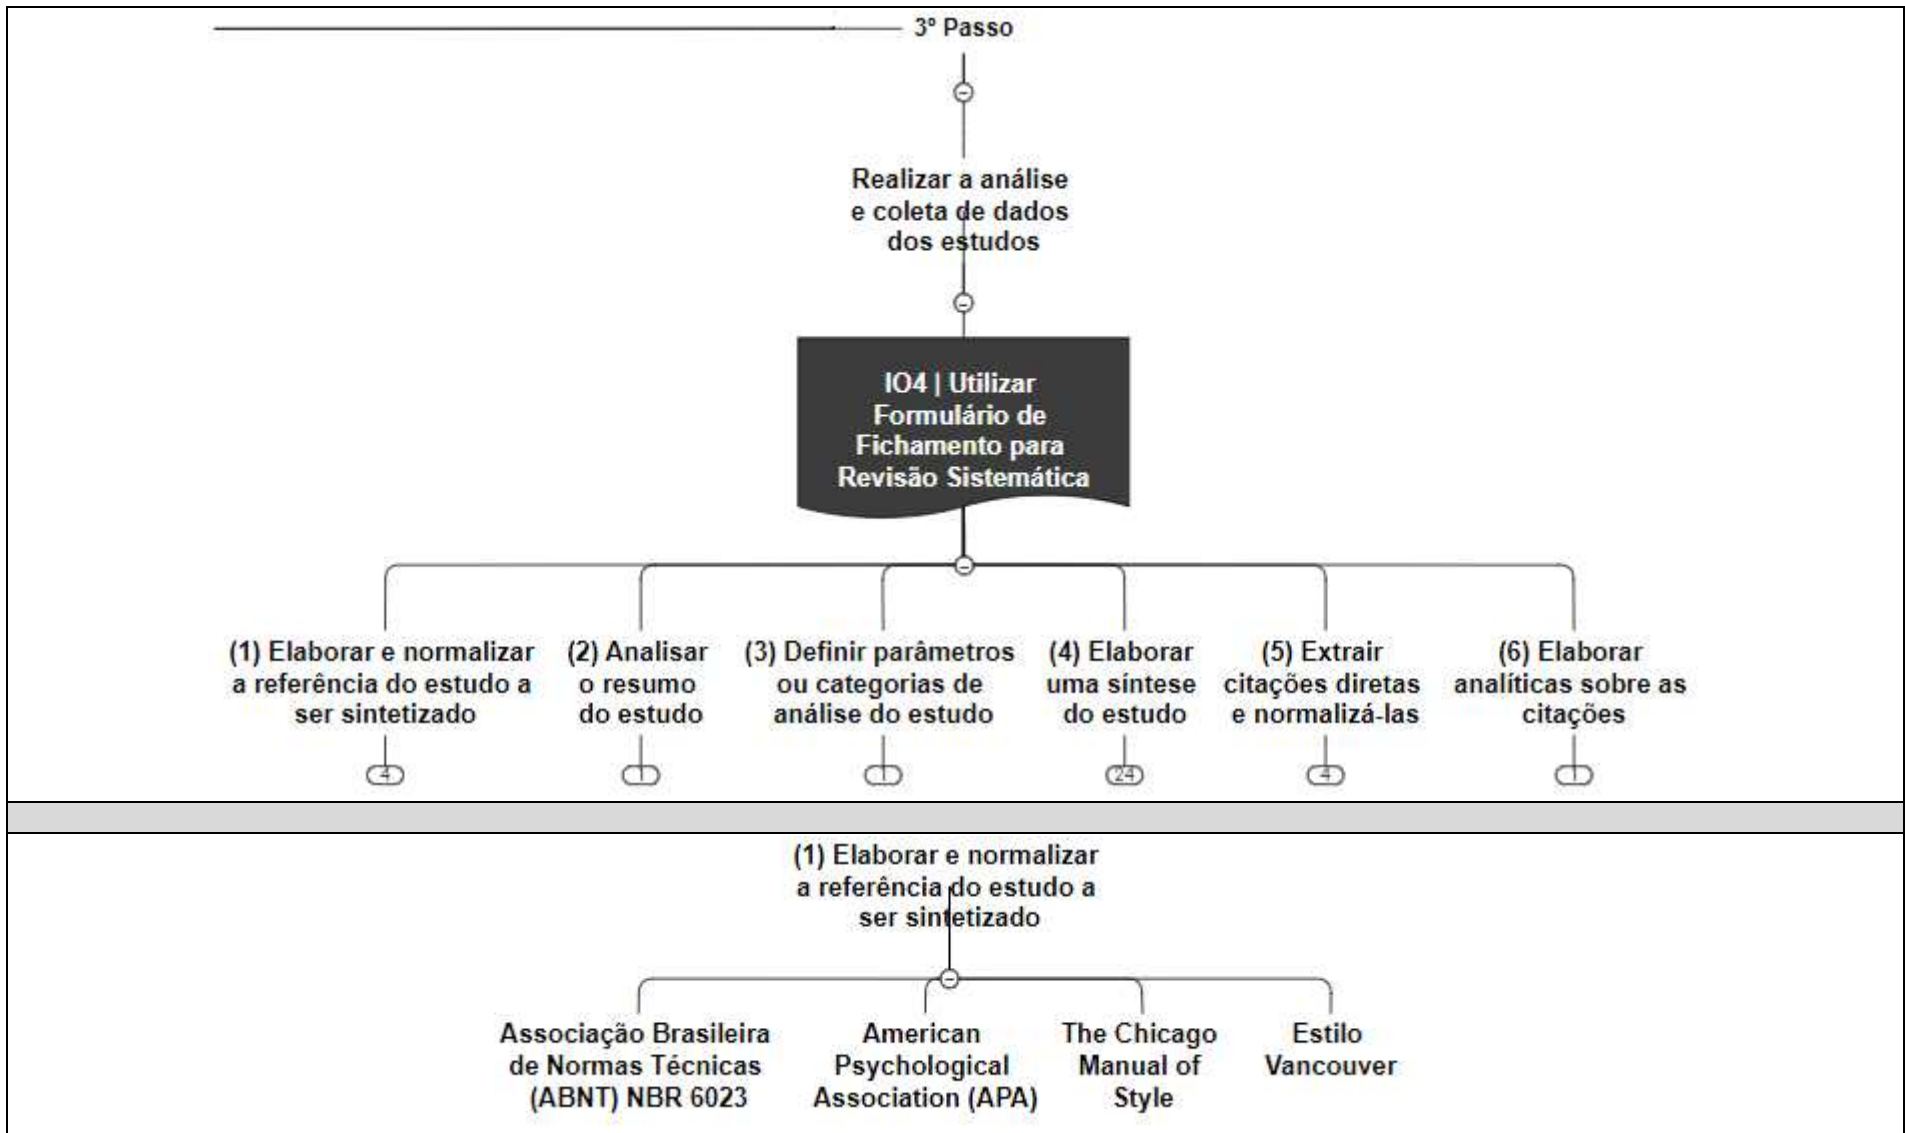 3º Passo
Realizar a análise
e coleta de dados
dos estudos
IO4 | Utilizar
Formulário de
Fichamento para
Revisão Sistemática
(1) Elaborar e normalizar
a referência do estudo a
ser sintetizado
(2) Analisar
o resumo
do estudo
(3) Definir parâmetros
ou categorias de
análise do estudo
(4) Elaborar
uma síntese
do estudo
(5) Extrair
citações diretas
e normalizá-las
(6) Elaborar
analíticas sobre as
citações
4
1
1
24
4
1
(1) Elaborar e normalizar
a referência do estudo a
ser sintetizado
Associação Brasileira
de Normas Técnicas
(ABNT) NBR 6023
American
Psychological
Association (APA)
The Chicago
Manual of
Style
Estilo
Vancouver